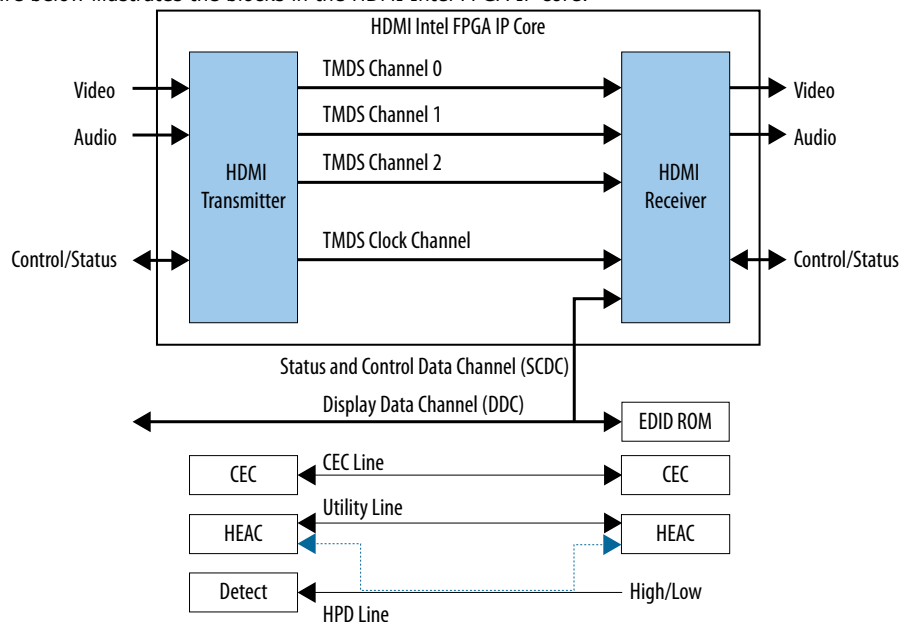 HDMI Intel FPGA IP Core
TMDS Channel 0
Video
Video
TMDS Channel 1
Audio
Audio
TMDS Channel 2
HDMI
Transmitter
HDMI
Receiver
TMDS Clock Channel
Control/Status
Control/Status
Status and Control Data Channel (SCDC)
Display Data Channel (DDC)
EDID ROM
CEC
CEC Line
CEC
Utility Line
HEAC
HEAC
Detect
High/Low
HPD Line